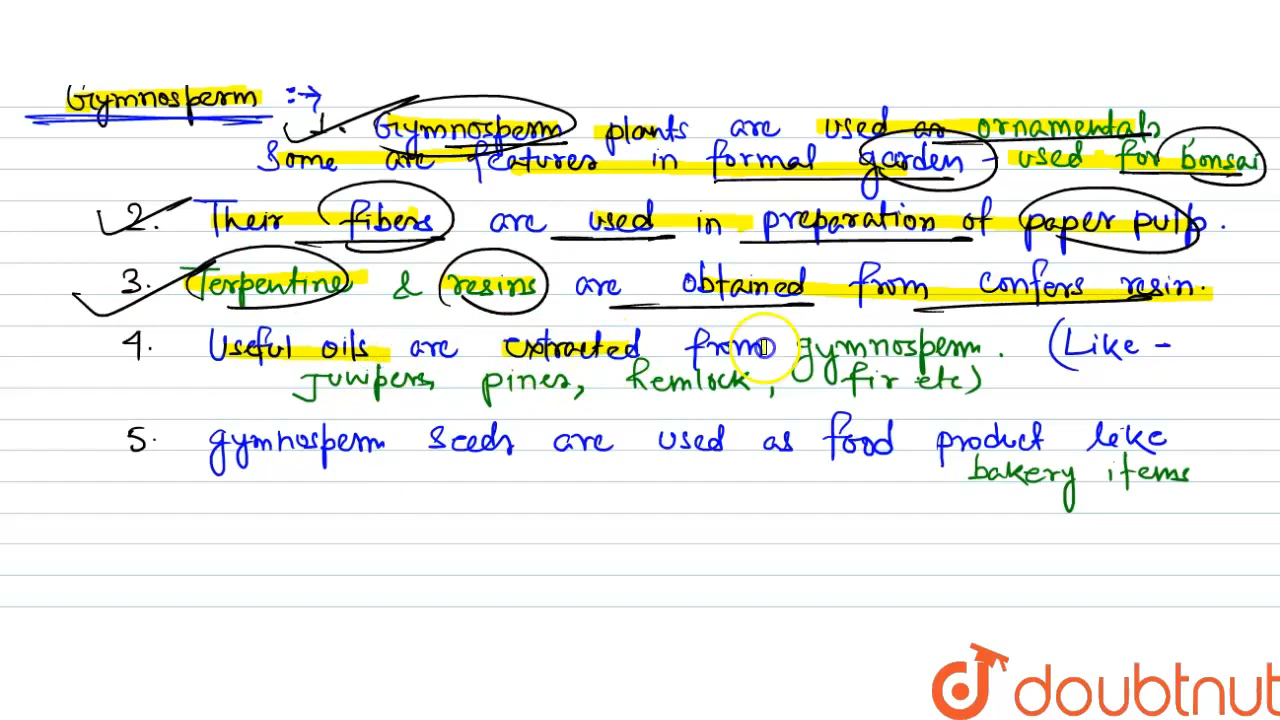 Gymnosperm :→
1. Gymnosperm plants are used as ornamentals
Some are features in formal garden - used for bonsai
2. Their fibers are used in preparation of paper pulp.
3. Terpentine & resins are obtained from confers resin.
4. Useful oils are extracted from gymnosperm. (Like -
Junipers, pines, hemlock, fir etc)
5. gymnosperm seeds are used as food product like
bakery items
doubtnut